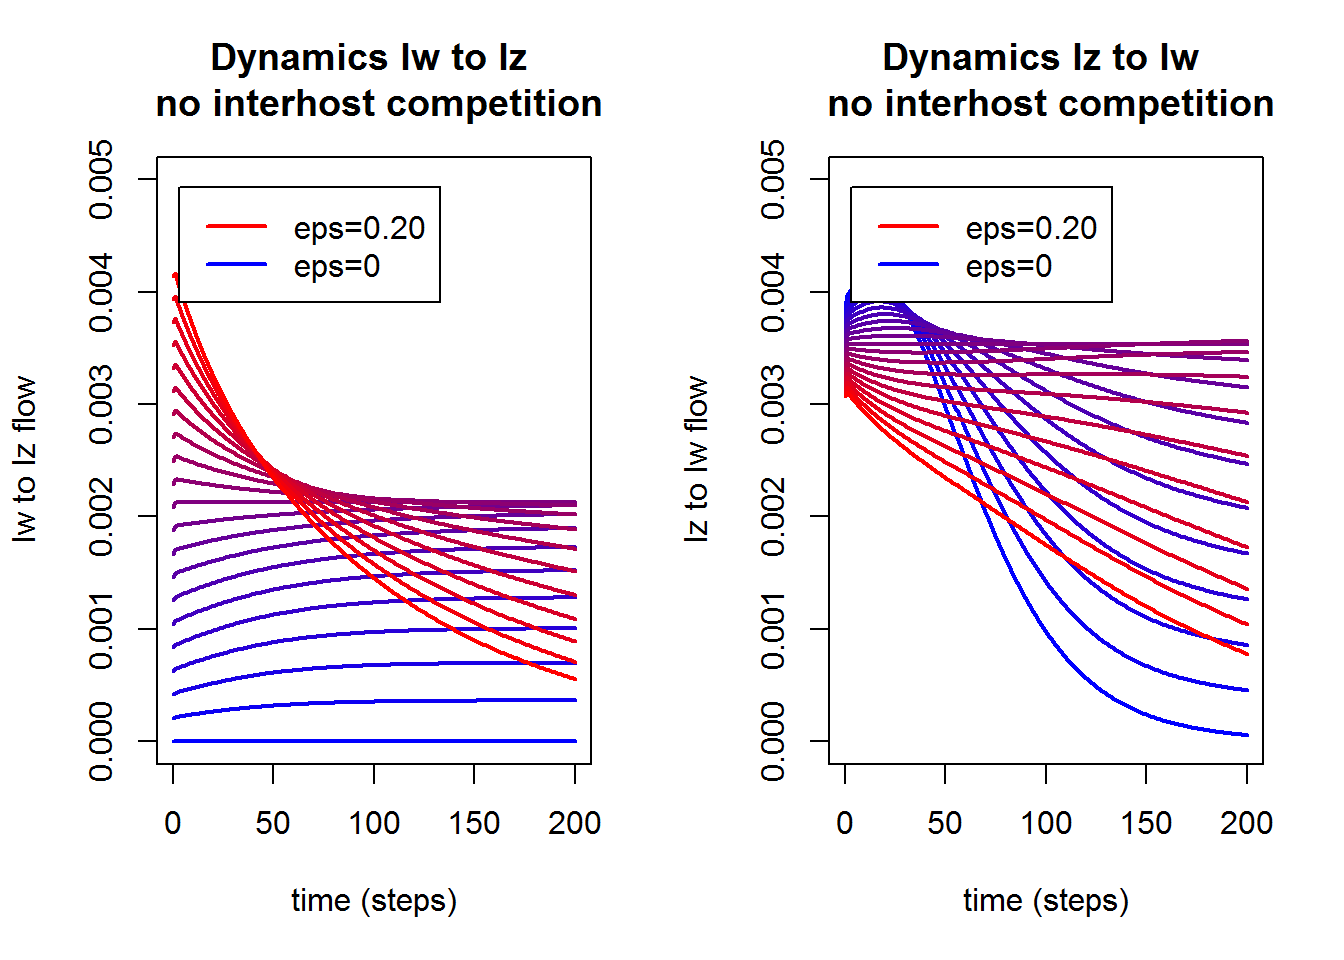 Dynamics Iw to Iz
no interhost competition
0.005
0.004
0.003
0.002
0.001
0.000
Iw to Iz flow
eps=0.20
eps=0
0 50 100 150 200
time (steps)
Dynamics Iz to Iw
no interhost competition
0.005
0.004
0.003
0.002
0.001
0.000
Iz to Iw flow
eps=0.20
eps=0
0 50 100 150 200
time (steps)